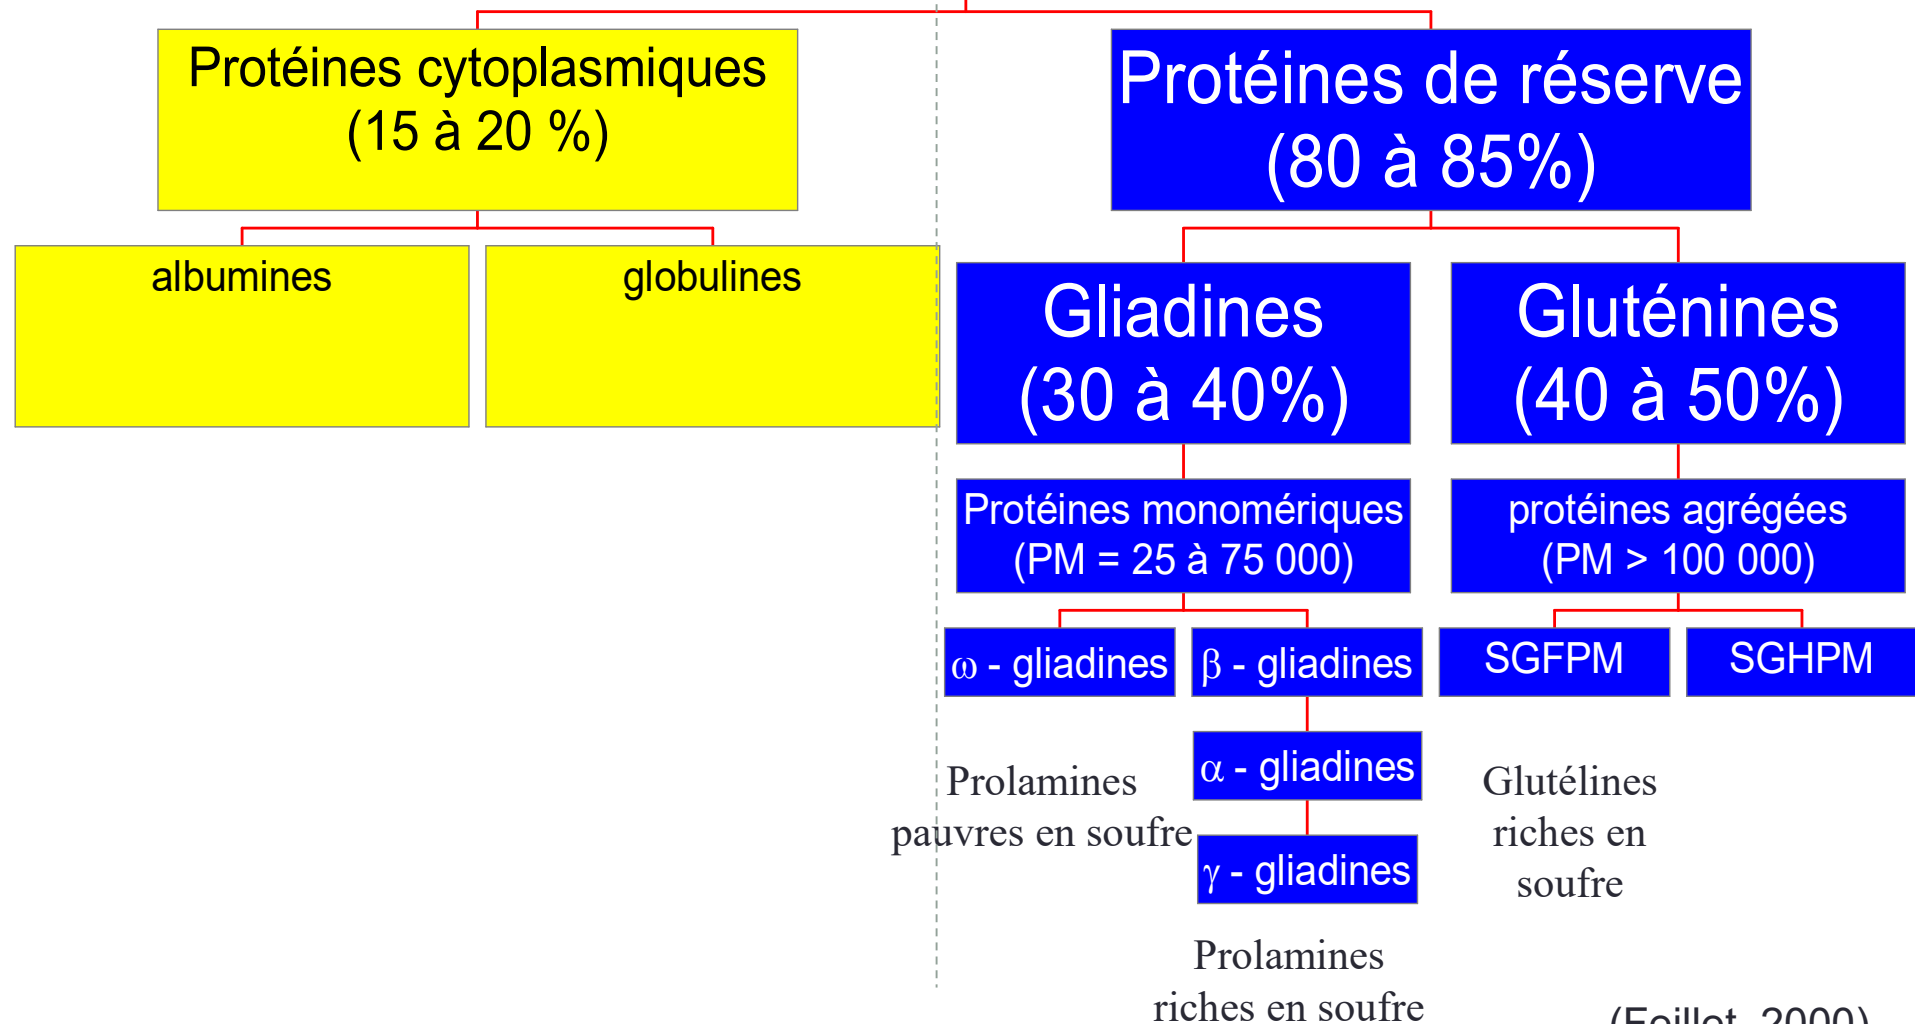 Protéines cytoplasmiques
(15 à 20 %)
Protéines de réserve
(80 à 85%)
albumines
globulines
Gliadines
(30 à 40%)
Gluténines
(40 à 50%)
Protéines monomériques
(PM = 25 à 75 000)
protéines agrégées
(PM > 100 000)
ω - gliadines
β - gliadines
SGFPM
SGHPM
α - gliadines
γ - gliadines
Prolamines
pauvres en soufre
Glutélines
riches en
soufre
Prolamines
riches en soufre
(Feillet, 2000)